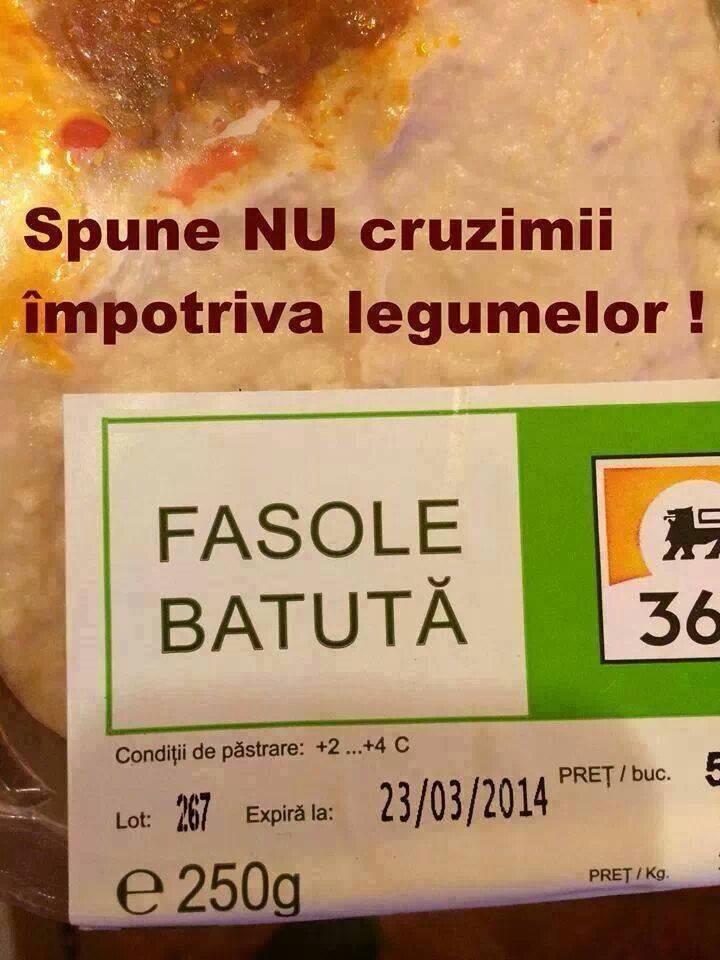 Spune NU cruzimii
împotriva legumelor !
FASOLE
BATUTĂ
36
Condiții de păstrare: +2 ...+4 C
PREȚ / buc. 5
Lot: 267 Expiră la: 23/03/2014
e 250g
PREȚ / Kg.